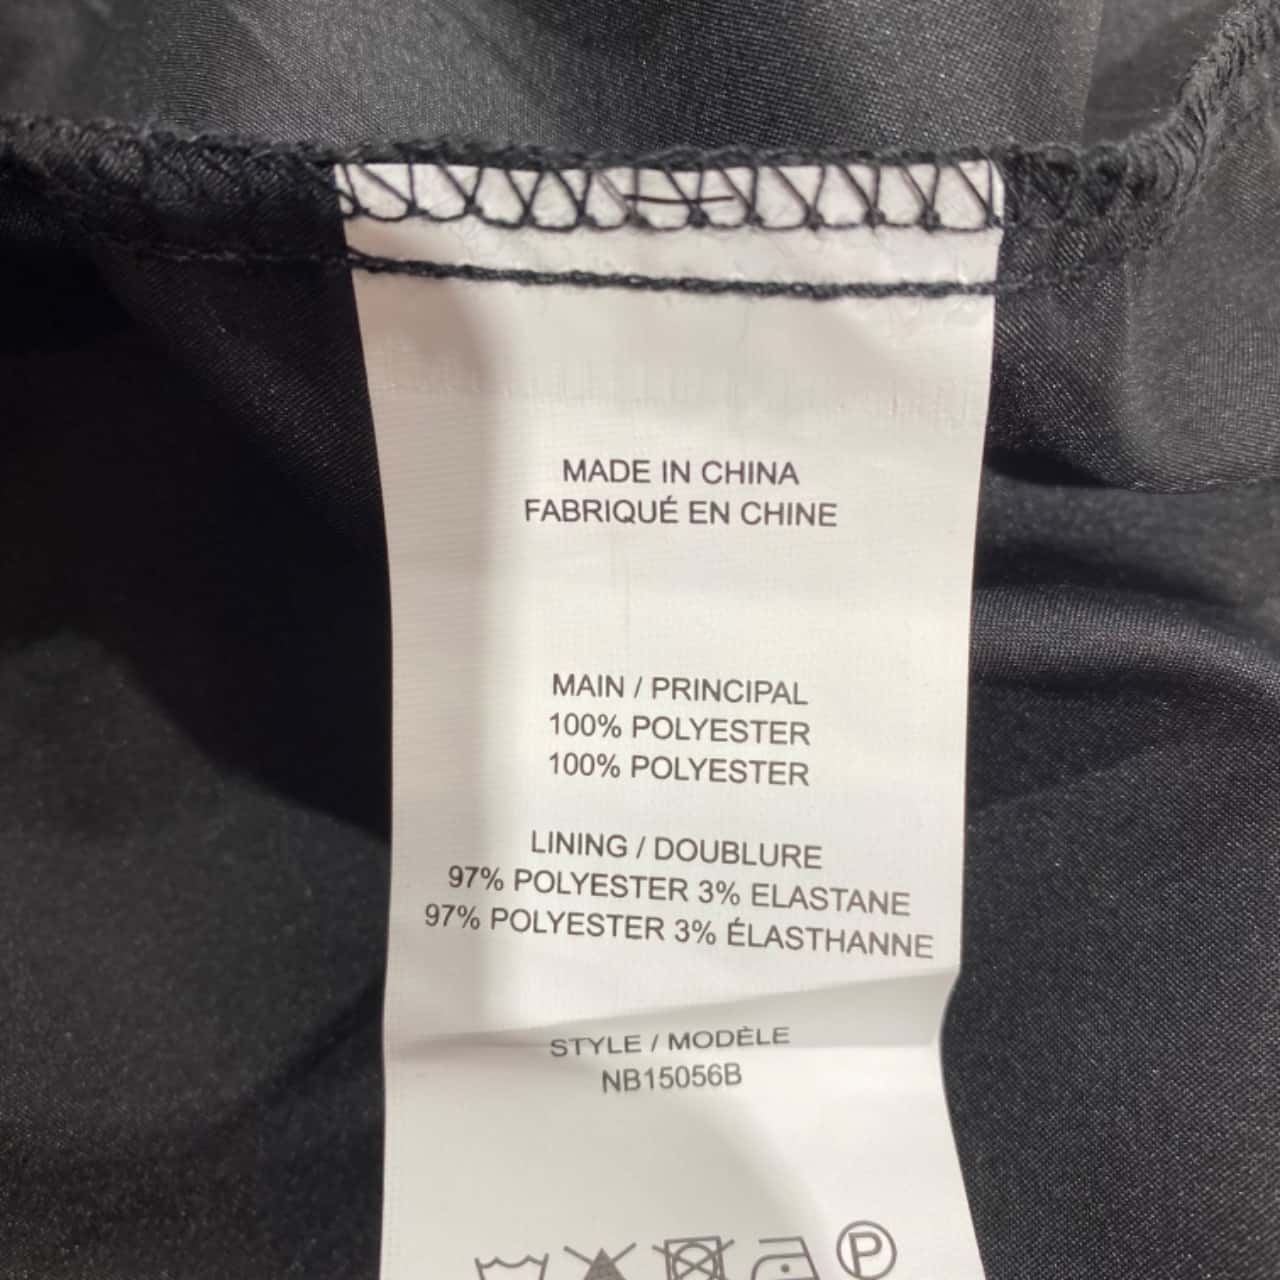 MADE IN CHINA
FABRIQUÉ EN CHINE
MAIN / PRINCIPAL
100% POLYESTER
100% POLYESTER
LINING / DOUBLURE
97% POLYESTER 3% ELASTANE
97% POLYESTER 3% ÉLASTHANNE
STYLE / MODÈLE
NB15056B
P